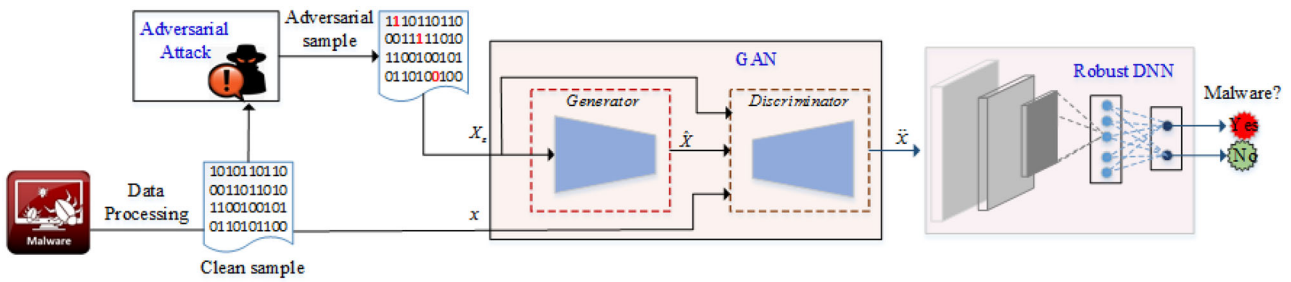 Adversarial
Attack
Adversarial
sample
1110110110
0011111010
1100100101
0110100100
GAN
Generator
Discriminator
Robust DNN
Malware?
Yes
No
X_ε
X̂
ẍ
x
Malware
Data
Processing
1010110110
0011011010
1100100101
0110101100
Clean sample